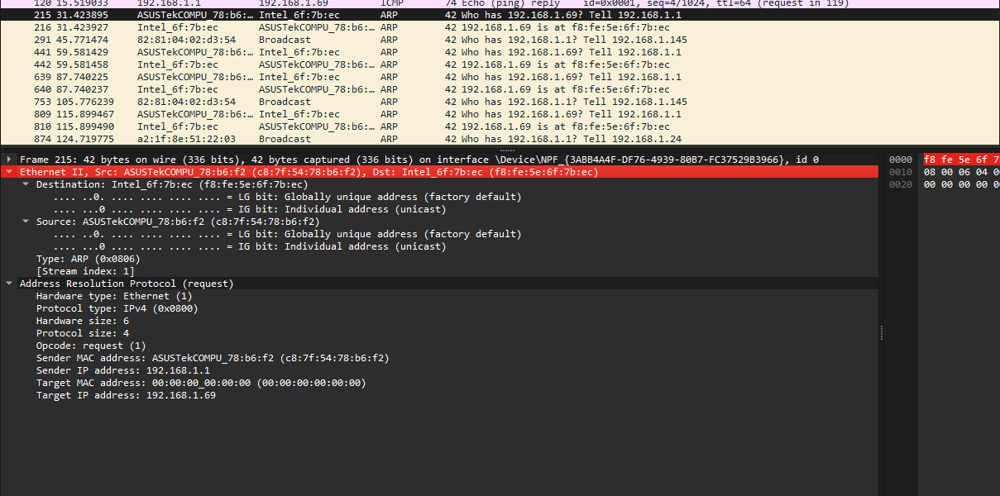 120 15.519033 192.168.1.1 192.168.1.69 ICMP 74 Echo (ping) reply id=0x0001, seq=4/1024, ttl=64 (request in 119)
215 31.423895 ASUSTekCOMPU_78:b6:… Intel_6f:7b:ec ARP 42 Who has 192.168.1.69? Tell 192.168.1.1
216 31.423927 Intel_6f:7b:ec ASUSTekCOMPU_78:b6:… ARP 42 192.168.1.69 is at f8:fe:5e:6f:7b:ec
291 45.771474 82:81:04:02:d3:54 Broadcast ARP 42 Who has 192.168.1.1? Tell 192.168.1.145
441 59.581429 ASUSTekCOMPU_78:b6:… Intel_6f:7b:ec ARP 42 Who has 192.168.1.69? Tell 192.168.1.1
442 59.581458 Intel_6f:7b:ec ASUSTekCOMPU_78:b6:… ARP 42 192.168.1.69 is at f8:fe:5e:6f:7b:ec
639 87.740225 ASUSTekCOMPU_78:b6:… Intel_6f:7b:ec ARP 42 Who has 192.168.1.69? Tell 192.168.1.1
640 87.740237 Intel_6f:7b:ec ASUSTekCOMPU_78:b6:… ARP 42 192.168.1.69 is at f8:fe:5e:6f:7b:ec
753 105.776239 82:81:04:02:d3:54 Broadcast ARP 42 Who has 192.168.1.1? Tell 192.168.1.145
809 115.899467 ASUSTekCOMPU_78:b6:… Intel_6f:7b:ec ARP 42 Who has 192.168.1.69? Tell 192.168.1.1
810 115.899490 Intel_6f:7b:ec ASUSTekCOMPU_78:b6:… ARP 42 192.168.1.69 is at f8:fe:5e:6f:7b:ec
874 124.719775 a2:1f:8e:51:22:03 Broadcast ARP 42 Who has 192.168.1.1? Tell 192.168.1.24
Frame 215: 42 bytes on wire (336 bits), 42 bytes captured (336 bits) on interface \Device\NPF_{3ABB4A4F-DF76-4939-80B7-FC37529B3966}, id 0
Ethernet II, Src: ASUSTekCOMPU_78:b6:f2 (c8:7f:54:78:b6:f2), Dst: Intel_6f:7b:ec (f8:fe:5e:6f:7b:ec)
Destination: Intel_6f:7b:ec (f8:fe:5e:6f:7b:ec)
.... ..0. .... .... .... .... = LG bit: Globally unique address (factory default)
.... ...0 .... .... .... .... = IG bit: Individual address (unicast)
Source: ASUSTekCOMPU_78:b6:f2 (c8:7f:54:78:b6:f2)
.... ..0. .... .... .... .... = LG bit: Globally unique address (factory default)
.... ...0 .... .... .... .... = IG bit: Individual address (unicast)
Type: ARP (0x0806)
[Stream index: 1]
Address Resolution Protocol (request)
Hardware type: Ethernet (1)
Protocol type: IPv4 (0x0800)
Hardware size: 6
Protocol size: 4
Opcode: request (1)
Sender MAC address: ASUSTekCOMPU_78:b6:f2 (c8:7f:54:78:b6:f2)
Sender IP address: 192.168.1.1
Target MAC address: 00:00:00_00:00:00 (00:00:00:00:00:00)
Target IP address: 192.168.1.69
0000 f8 fe 5e 6f 7
0010 08 00 06 04 0
0020 00 00 00 00 0